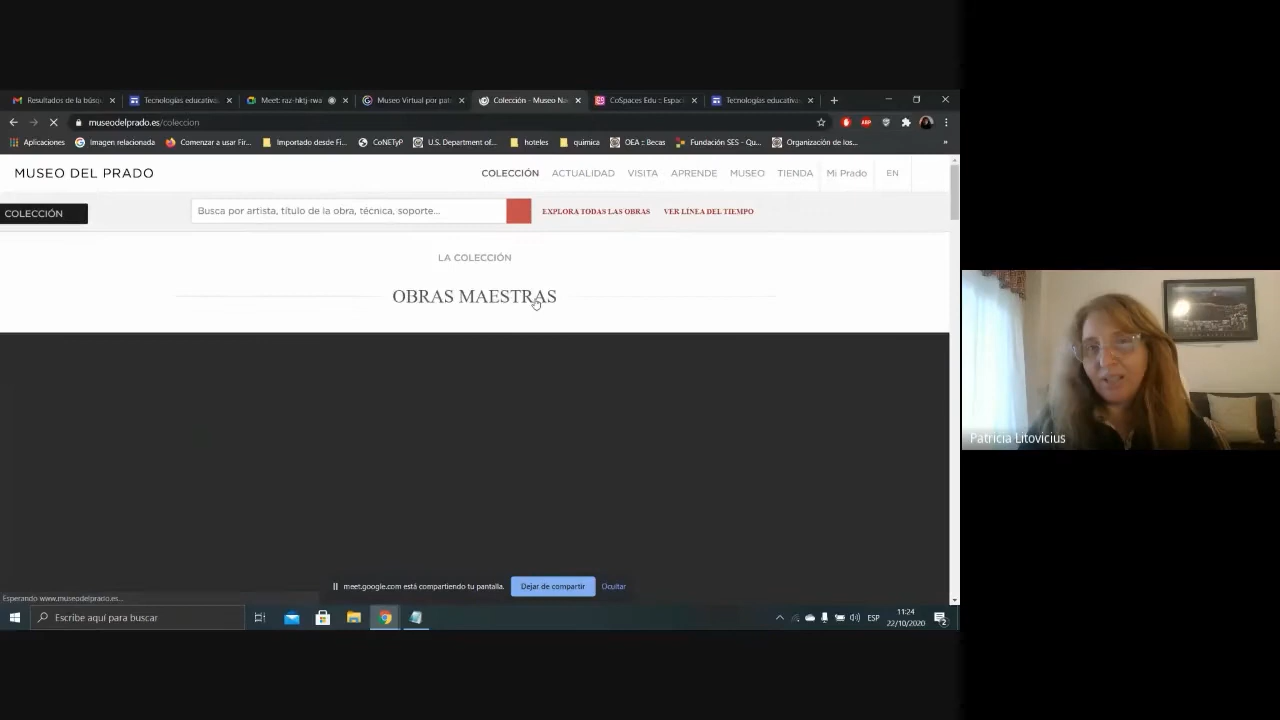 Resultados de la búsqu
Tecnologías educativa
Meet: raz-hktj-rwa
Museo Virtual por pat
Colección - Museo Na
CoSpaces Edu :: Espaci
Tecnologías educativa
museodelprado.es/coleccion
Aplicaciones
Imagen relacionada
Comenzar a usar Fir...
Importado desde Fi...
CoNETyP
U.S. Department of...
hoteles
quimica
OEA :: Becas
Fundación SES - Qu...
Organización de los...
MUSEO DEL PRADO
COLECCIÓN ACTUALIDAD VISITA APRENDE MUSEO TIENDA Mi Prado EN
COLECCIÓN
Busca por artista, título de la obra, técnica, soporte...
EXPLORA TODAS LAS OBRAS
VER LÍNEA DEL TIEMPO
LA COLECCIÓN
OBRAS MAESTRAS
Patricia Litovicius
meet.google.com está compartiendo tu pantalla.
Dejar de compartir
Ocultar
Esperando www.museodelprado.es...
Escribe aquí para buscar
ESP
11:24
22/10/2020
2